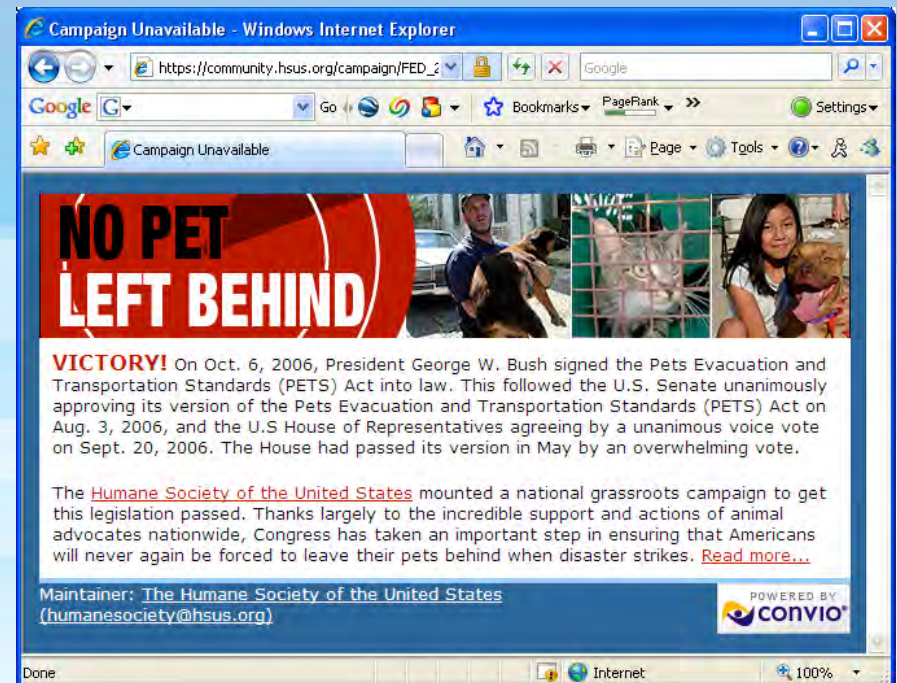 Campaign Unavailable - Windows Internet Explorer
https://community.hsus.org/campaign/FED_2
Google
Google G
Go
Bookmarks
PageRank
Settings
Campaign Unavailable
Page
Tools
NO PET
LEFT BEHIND
VICTORY! On Oct. 6, 2006, President George W. Bush signed the Pets Evacuation and
Transportation Standards (PETS) Act into law. This followed the U.S. Senate unanimously
approving its version of the Pets Evacuation and Transportation Standards (PETS) Act on
Aug. 3, 2006, and the U.S House of Representatives agreeing by a unanimous voice vote
on Sept. 20, 2006. The House had passed its version in May by an overwhelming vote.
The Humane Society of the United States mounted a national grassroots campaign to get
this legislation passed. Thanks largely to the incredible support and actions of animal
advocates nationwide, Congress has taken an important step in ensuring that Americans
will never again be forced to leave their pets behind when disaster strikes. Read more...
Maintainer: The Humane Society of the United States
(humanesociety@hsus.org)
POWERED BY
convio
Done
Internet
100%